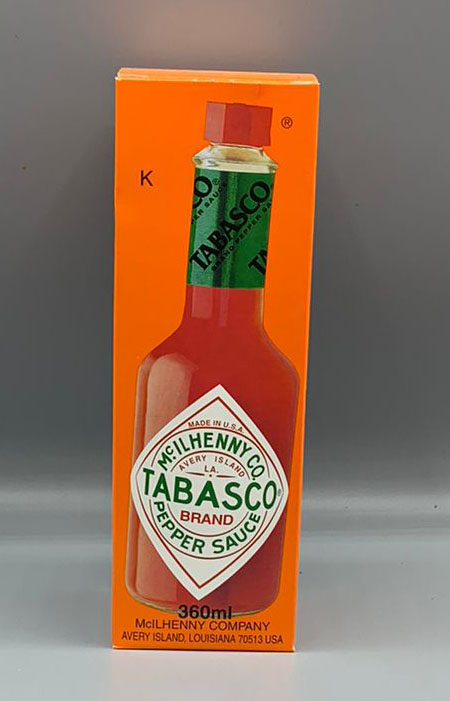 ®
K
TABASCO®
BRAND PEPPER SAUCE
MADE IN U.S.A.
McILHENNY CO.
AVERY ISLAND
LA.
TABASCO®
BRAND
PEPPER SAUCE
360ml
McILHENNY COMPANY
AVERY ISLAND, LOUISIANA 70513 USA